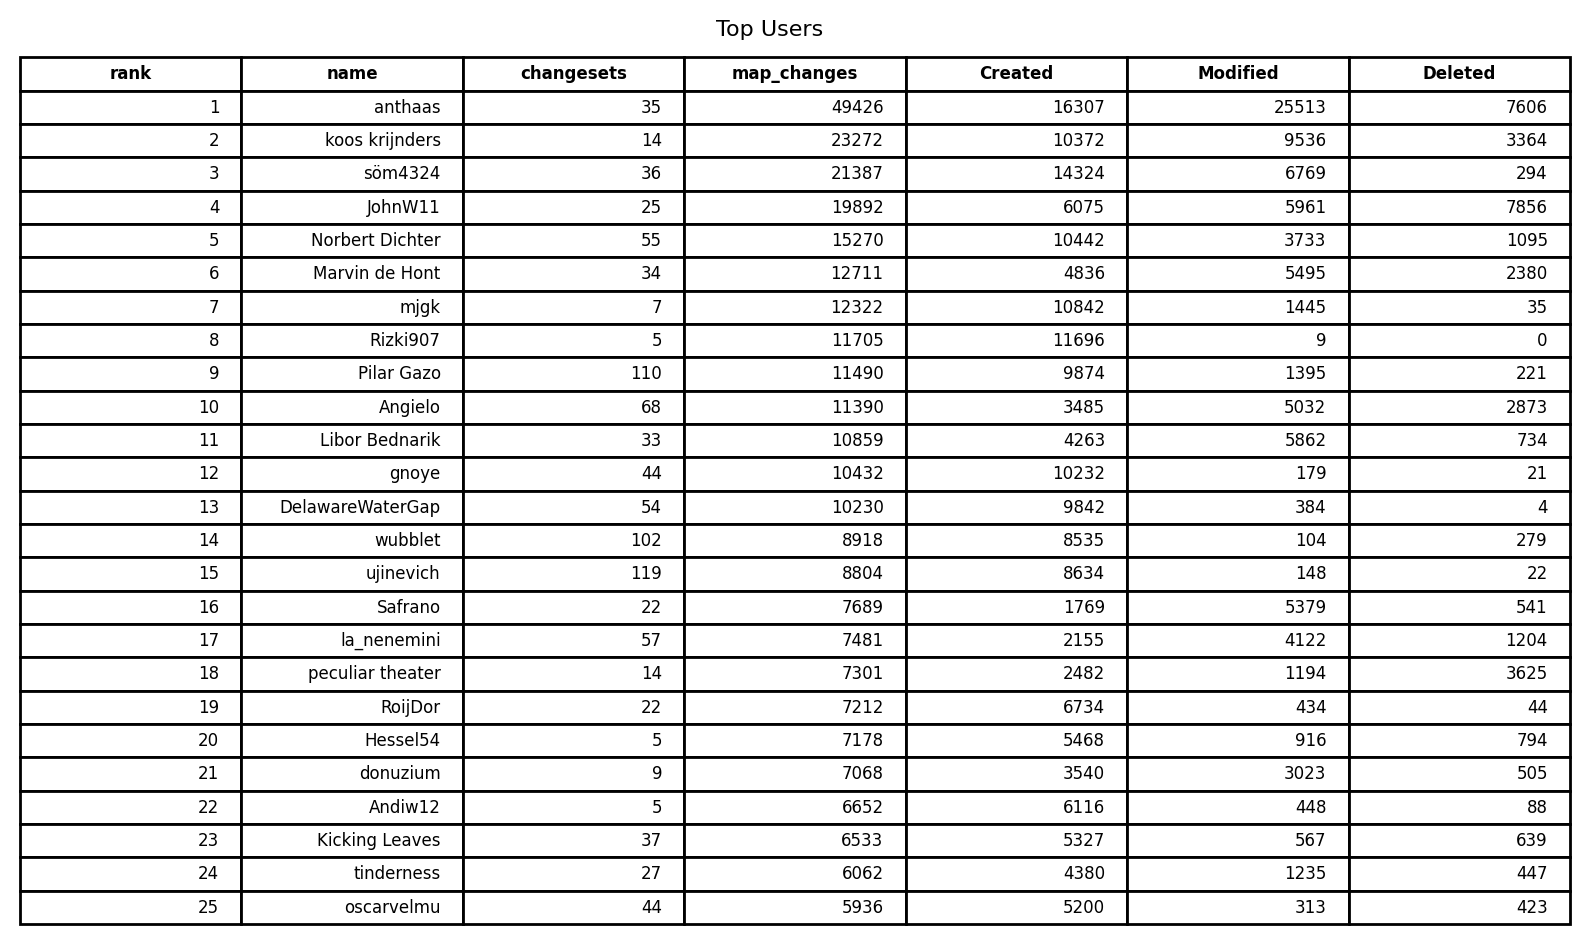 Top Users
rank name changesets map_changes Created Modified Deleted
1 anthaas 35 49426 16307 25513 7606
2 koos krijnders 14 23272 10372 9536 3364
3 söm4324 36 21387 14324 6769 294
4 JohnW11 25 19892 6075 5961 7856
5 Norbert Dichter 55 15270 10442 3733 1095
6 Marvin de Hont 34 12711 4836 5495 2380
7 mjgk 7 12322 10842 1445 35
8 Rizki907 5 11705 11696 9 0
9 Pilar Gazo 110 11490 9874 1395 221
10 Angielo 68 11390 3485 5032 2873
11 Libor Bednarik 33 10859 4263 5862 734
12 gnoye 44 10432 10232 179 21
13 DelawareWaterGap 54 10230 9842 384 4
14 wubblet 102 8918 8535 104 279
15 ujinevich 119 8804 8634 148 22
16 Safrano 22 7689 1769 5379 541
17 la_nenemini 57 7481 2155 4122 1204
18 peculiar theater 14 7301 2482 1194 3625
19 RoijDor 22 7212 6734 434 44
20 Hessel54 5 7178 5468 916 794
21 donuzium 9 7068 3540 3023 505
22 Andiw12 5 6652 6116 448 88
23 Kicking Leaves 37 6533 5327 567 639
24 tinderness 27 6062 4380 1235 447
25 oscarvelmu 44 5936 5200 313 423